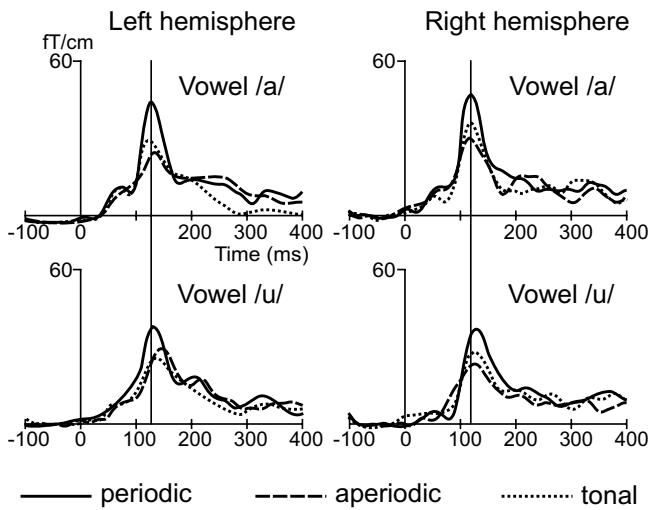 Left hemisphere Right hemisphere
fT/cm
60 60
Vowel /a/ Vowel /a/
-100 0 100 200 300 400 -100 0 100 200 300 400
Time (ms)
60 60
Vowel /u/ Vowel /u/
-100 0 100 200 300 400 -100 0 100 200 300 400
periodic aperiodic tonal